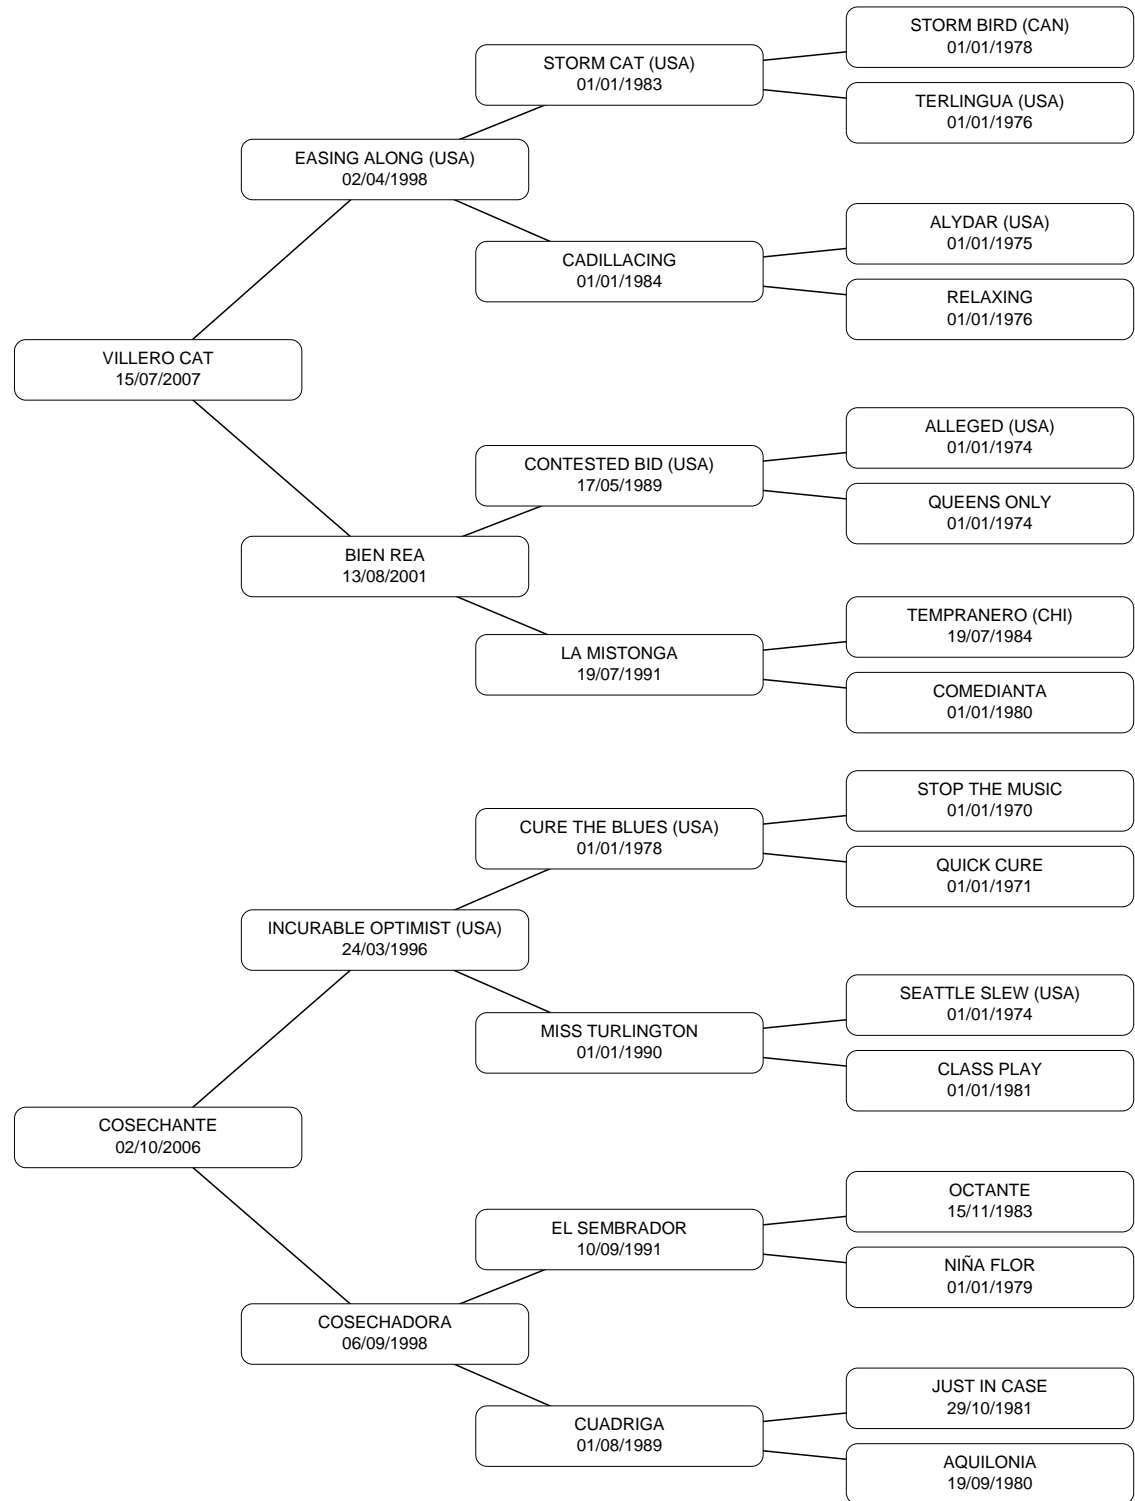 STORM BIRD (CAN)
01/01/1978
STORM CAT (USA)
01/01/1983
TERLINGUA (USA)
01/01/1976
EASING ALONG (USA)
02/04/1998
ALYDAR (USA)
01/01/1975
CADILLACING
01/01/1984
RELAXING
01/01/1976
VILLERO CAT
15/07/2007
ALLEGED (USA)
01/01/1974
CONTESTED BID (USA)
17/05/1989
QUEENS ONLY
01/01/1974
BIEN REA
13/08/2001
TEMPRANERO (CHI)
19/07/1984
LA MISTONGA
19/07/1991
COMEDIANTA
01/01/1980
STOP THE MUSIC
01/01/1970
CURE THE BLUES (USA)
01/01/1978
QUICK CURE
01/01/1971
INCURABLE OPTIMIST (USA)
24/03/1996
SEATTLE SLEW (USA)
01/01/1974
MISS TURLINGTON
01/01/1990
CLASS PLAY
01/01/1981
COSECHANTE
02/10/2006
OCTANTE
15/11/1983
EL SEMBRADOR
10/09/1991
NIÑA FLOR
01/01/1979
COSECHADORA
06/09/1998
JUST IN CASE
29/10/1981
CUADRIGA
01/08/1989
AQUILONIA
19/09/1980